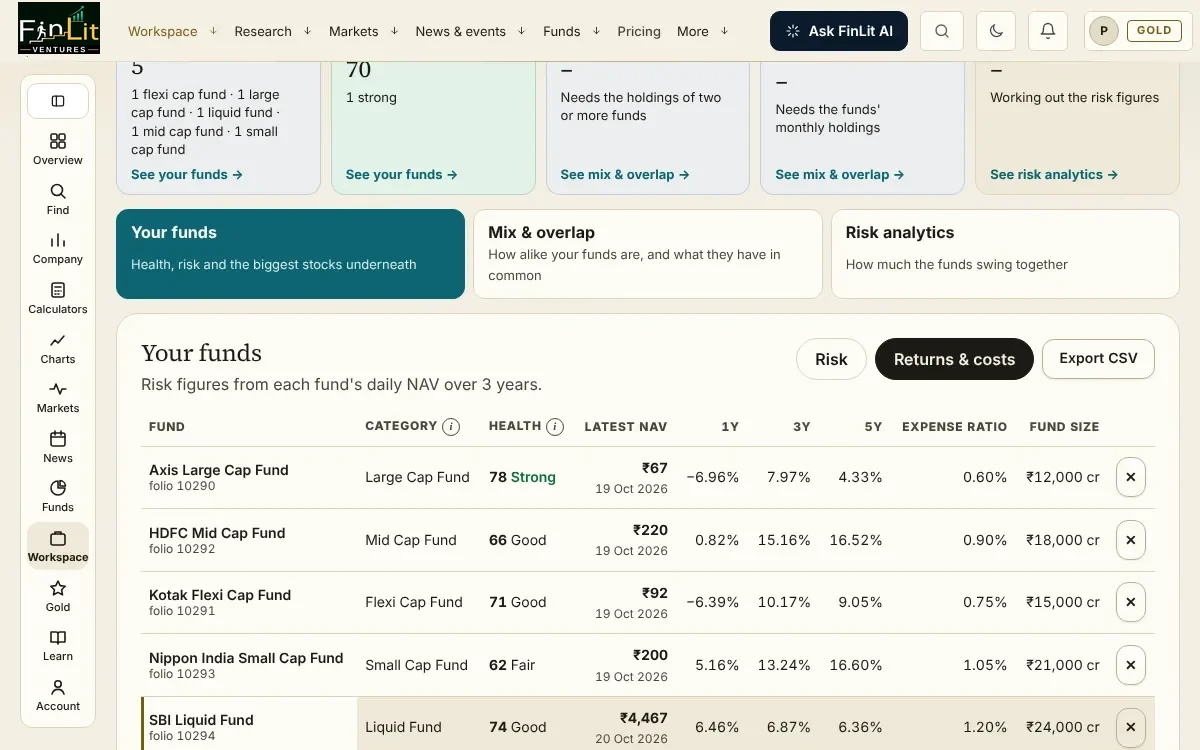 FinLit
VENTURES
Workspace ↓ Research ↓ Markets ↓ News & events ↓ Funds ↓ Pricing More ↓
Ask FinLit AI
P GOLD
Overview
Find
Company
Calculators
Charts
Markets
News
Funds
Workspace
Gold
Learn
Account
5
1 flexi cap fund · 1 large
cap fund · 1 liquid fund ·
1 mid cap fund · 1 small
cap fund
See your funds →
70
1 strong
See your funds →
–
Needs the holdings of two
or more funds
See mix & overlap →
–
Needs the funds'
monthly holdings
See mix & overlap →
–
Working out the risk figures
See risk analytics →
Your funds
Health, risk and the biggest stocks underneath
Mix & overlap
How alike your funds are, and what they have in
common
Risk analytics
How much the funds swing together
Your funds
Risk figures from each fund's daily NAV over 3 years.
Risk
Returns & costs
Export CSV
FUND CATEGORY i HEALTH i LATEST NAV 1Y 3Y 5Y EXPENSE RATIO FUND SIZE
Axis Large Cap Fund
folio 10290
Large Cap Fund 78 Strong
₹67
19 Oct 2026
−6.96% 7.97% 4.33% 0.60% ₹12,000 cr ×
HDFC Mid Cap Fund
folio 10292
Mid Cap Fund 66 Good
₹220
19 Oct 2026
0.82% 15.16% 16.52% 0.90% ₹18,000 cr ×
Kotak Flexi Cap Fund
folio 10291
Flexi Cap Fund 71 Good
₹92
19 Oct 2026
−6.39% 10.17% 9.05% 0.75% ₹15,000 cr ×
Nippon India Small Cap Fund
folio 10293
Small Cap Fund 62 Fair
₹200
19 Oct 2026
5.16% 13.24% 16.60% 1.05% ₹21,000 cr ×
SBI Liquid Fund
folio 10294
Liquid Fund 74 Good
₹4,467
20 Oct 2026
6.46% 6.87% 6.36% 1.20% ₹24,000 cr ×